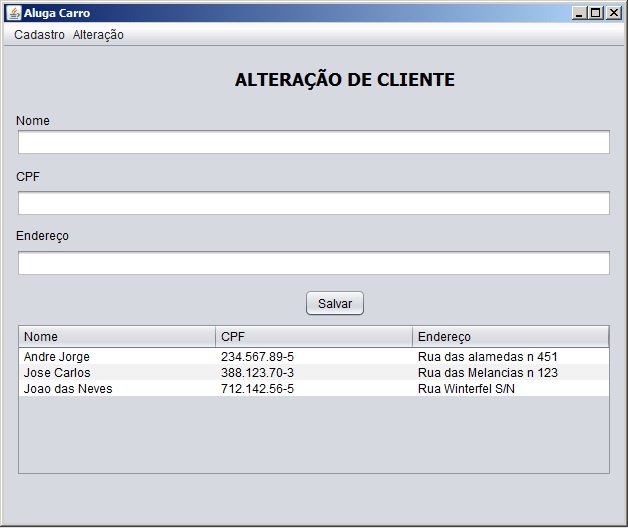 Aluga Carro
Cadastro Alteração
ALTERAÇÃO DE CLIENTE
Nome
CPF
Endereço
Salvar
Nome CPF Endereço
Andre Jorge 234.567.89-5 Rua das alamedas n 451
Jose Carlos 388.123.70-3 Rua das Melancias n 123
Joao das Neves 712.142.56-5 Rua Winterfel S/N